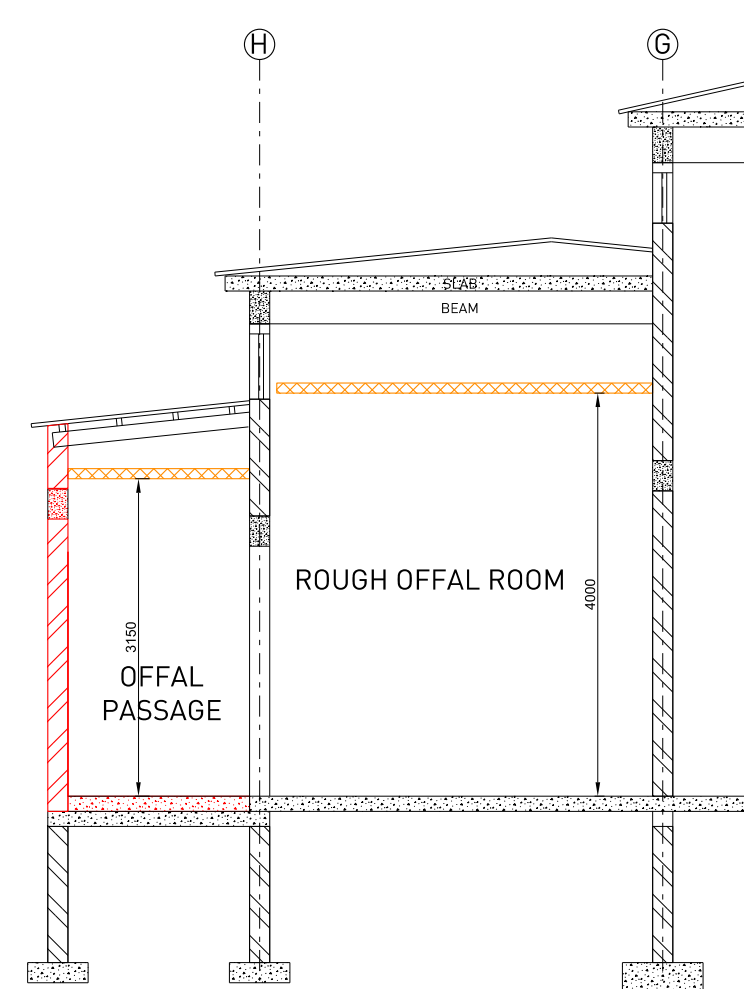 H
G
SLAB
BEAM
ROUGH OFFAL ROOM
4000
3150
OFFAL
PASSAGE